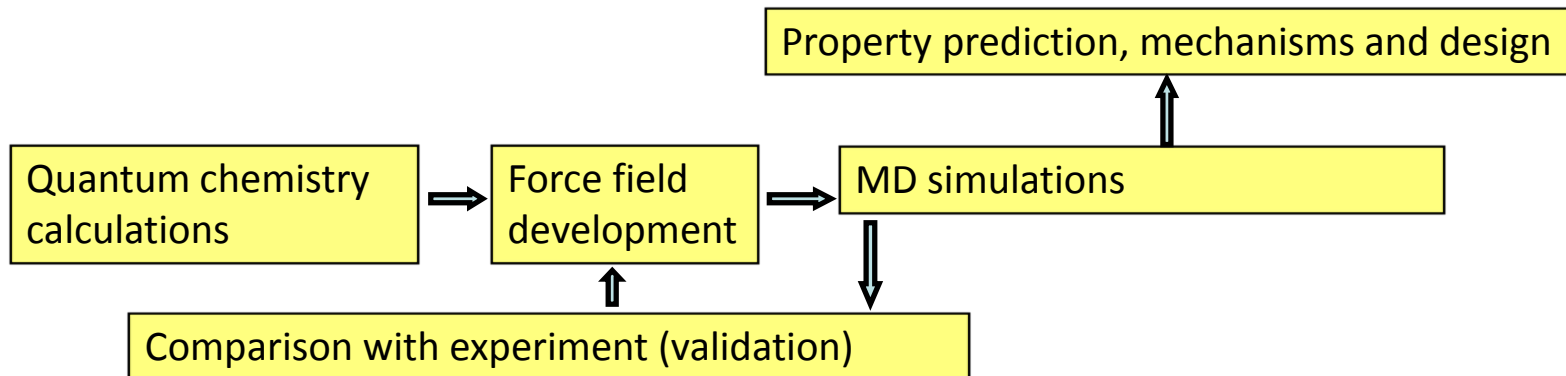 Property prediction, mechanisms and design
Quantum chemistry
calculations
Force field
development
MD simulations
Comparison with experiment (validation)